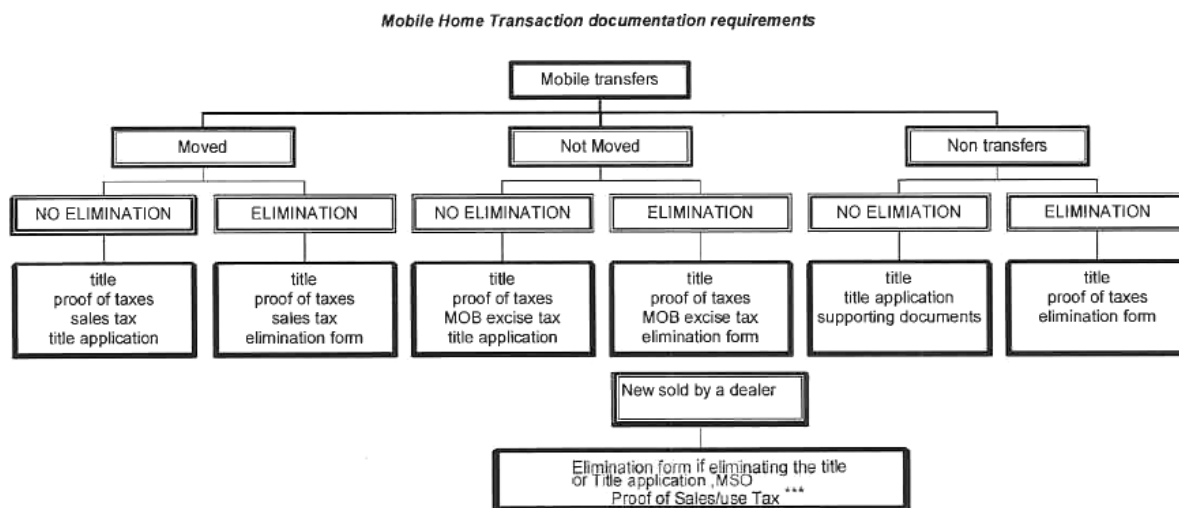 Mobile Home Transaction documentation requirements
Mobile transfers
Moved
Not Moved
Non transfers
NO ELIMINATION
ELIMINATION
NO ELIMINATION
ELIMINATION
NO ELIMIATION
ELIMINATION
title
proof of taxes
sales tax
title application
title
proof of taxes
sales tax
elimination form
title
proof of taxes
MOB excise tax
title application
title
proof of taxes
MOB excise tax
elimination form
title
title application
supporting documents
title
proof of taxes
elimination form
New sold by a dealer
Elimination form if eliminating the title
or Title application ,MSO
Proof of Sales/use Tax ***